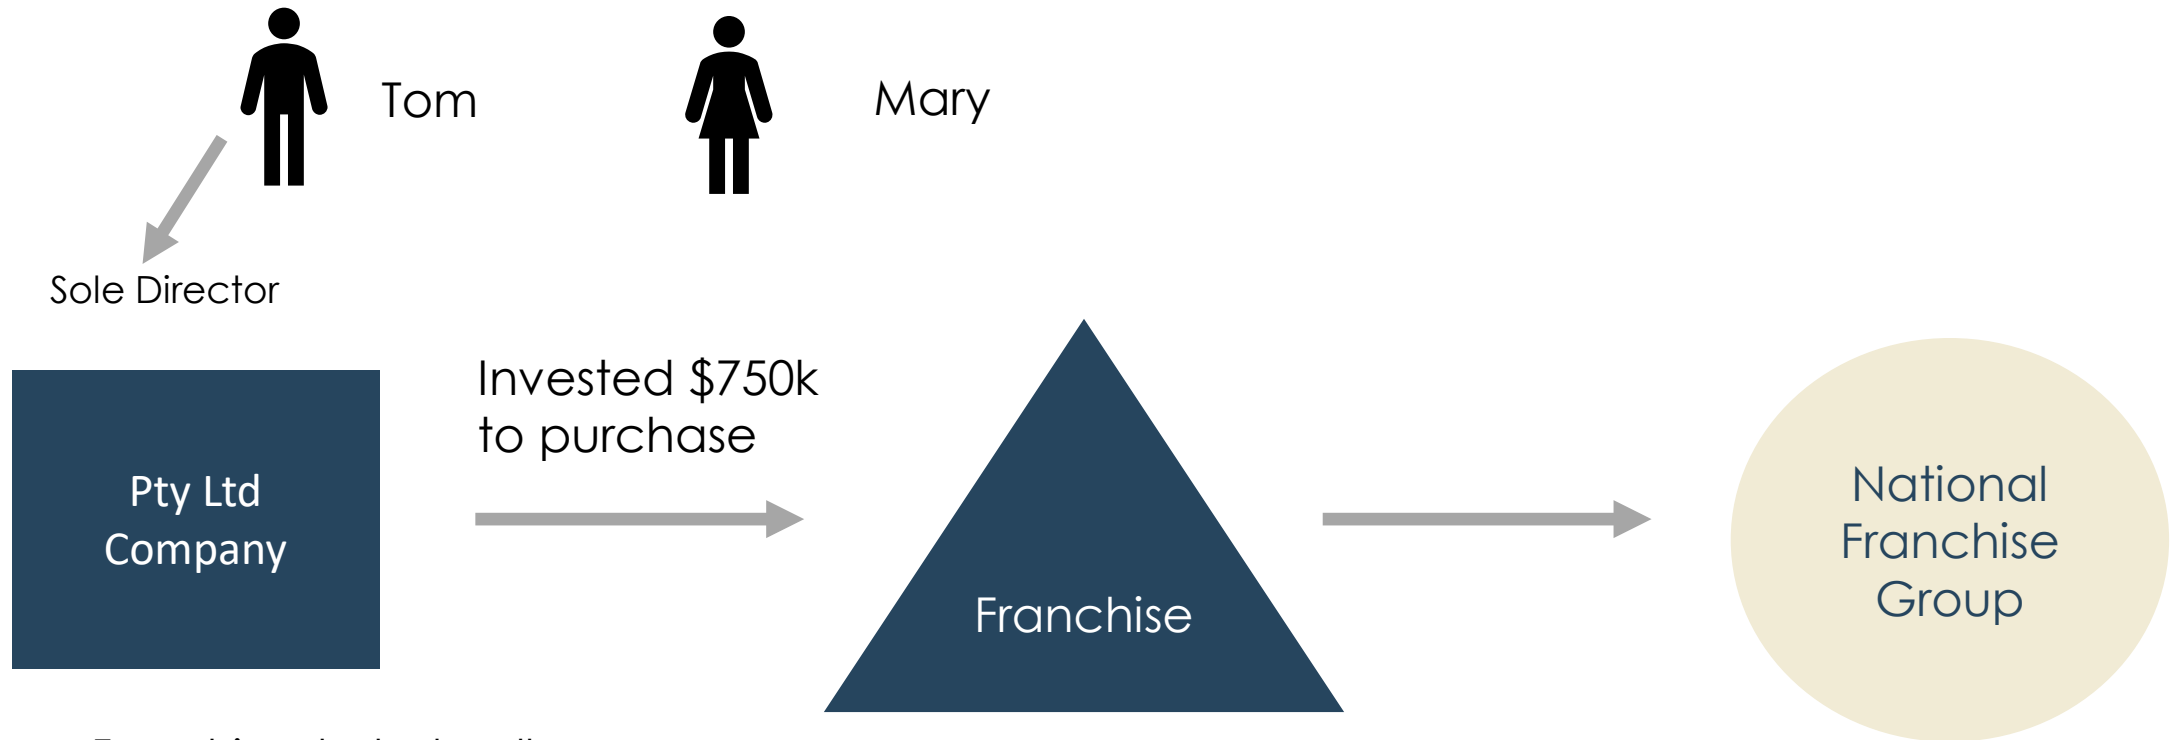 Tom
Mary
Sole Director
Invested $750k
to purchase
Pty Ltd
Company
Franchise
National
Franchise
Group